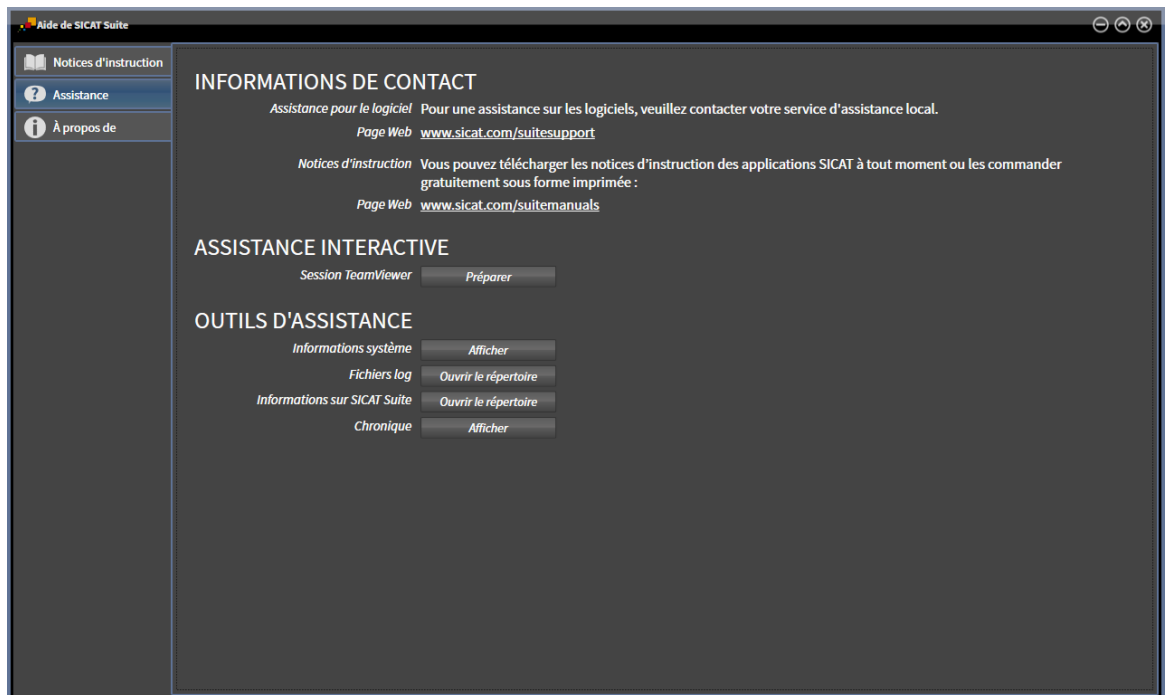 Aide de SICAT Suite
Notices d'instruction
Assistance
À propos de
INFORMATIONS DE CONTACT
Assistance pour le logiciel Pour une assistance sur les logiciels, veuillez contacter votre service d'assistance local.
Page Web www.sicat.com/suitesupport
Notices d'instruction Vous pouvez télécharger les notices d’instruction des applications SICAT à tout moment ou les commander
gratuitement sous forme imprimée :
Page Web www.sicat.com/suitemanuals
ASSISTANCE INTERACTIVE
Session TeamViewer Préparer
OUTILS D'ASSISTANCE
Informations système Afficher
Fichiers log Ouvrir le répertoire
Informations sur SICAT Suite Ouvrir le répertoire
Chronique Afficher